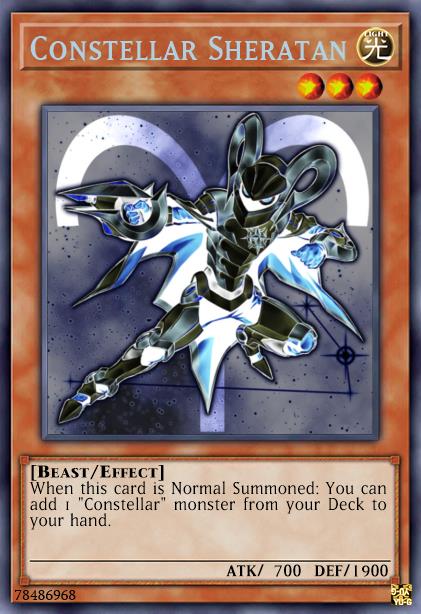 Constellar Sheratan
LIGHT
光
[Beast/Effect]
When this card is Normal Summoned: You can
add 1 "Constellar" monster from your Deck to
your hand.
ATK/ 700 DEF/1900
78486968